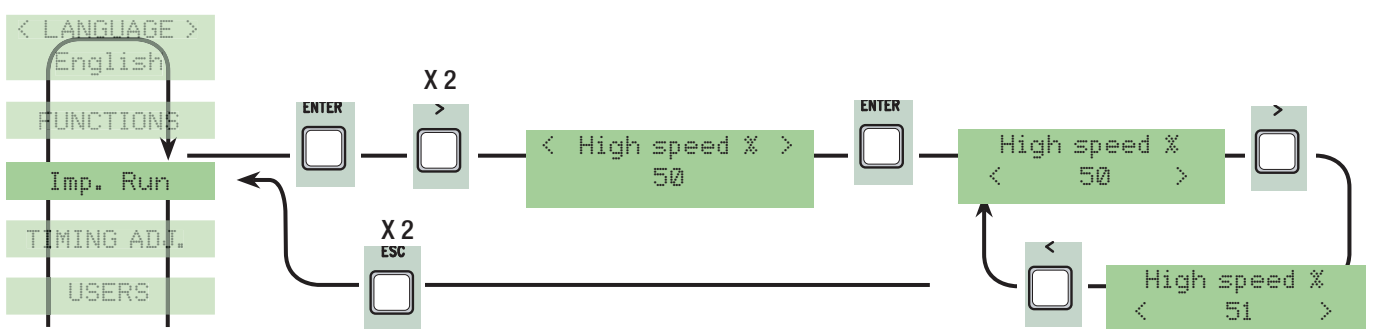 < LANGUAGE >
English
FUNCTIONS
Imp. Run
TIMING ADJ.
USERS
ENTER
X 2
>
< High speed % >
50
ENTER
High speed %
< 50 >
>
<
High speed %
< 51 >
X 2
ESC